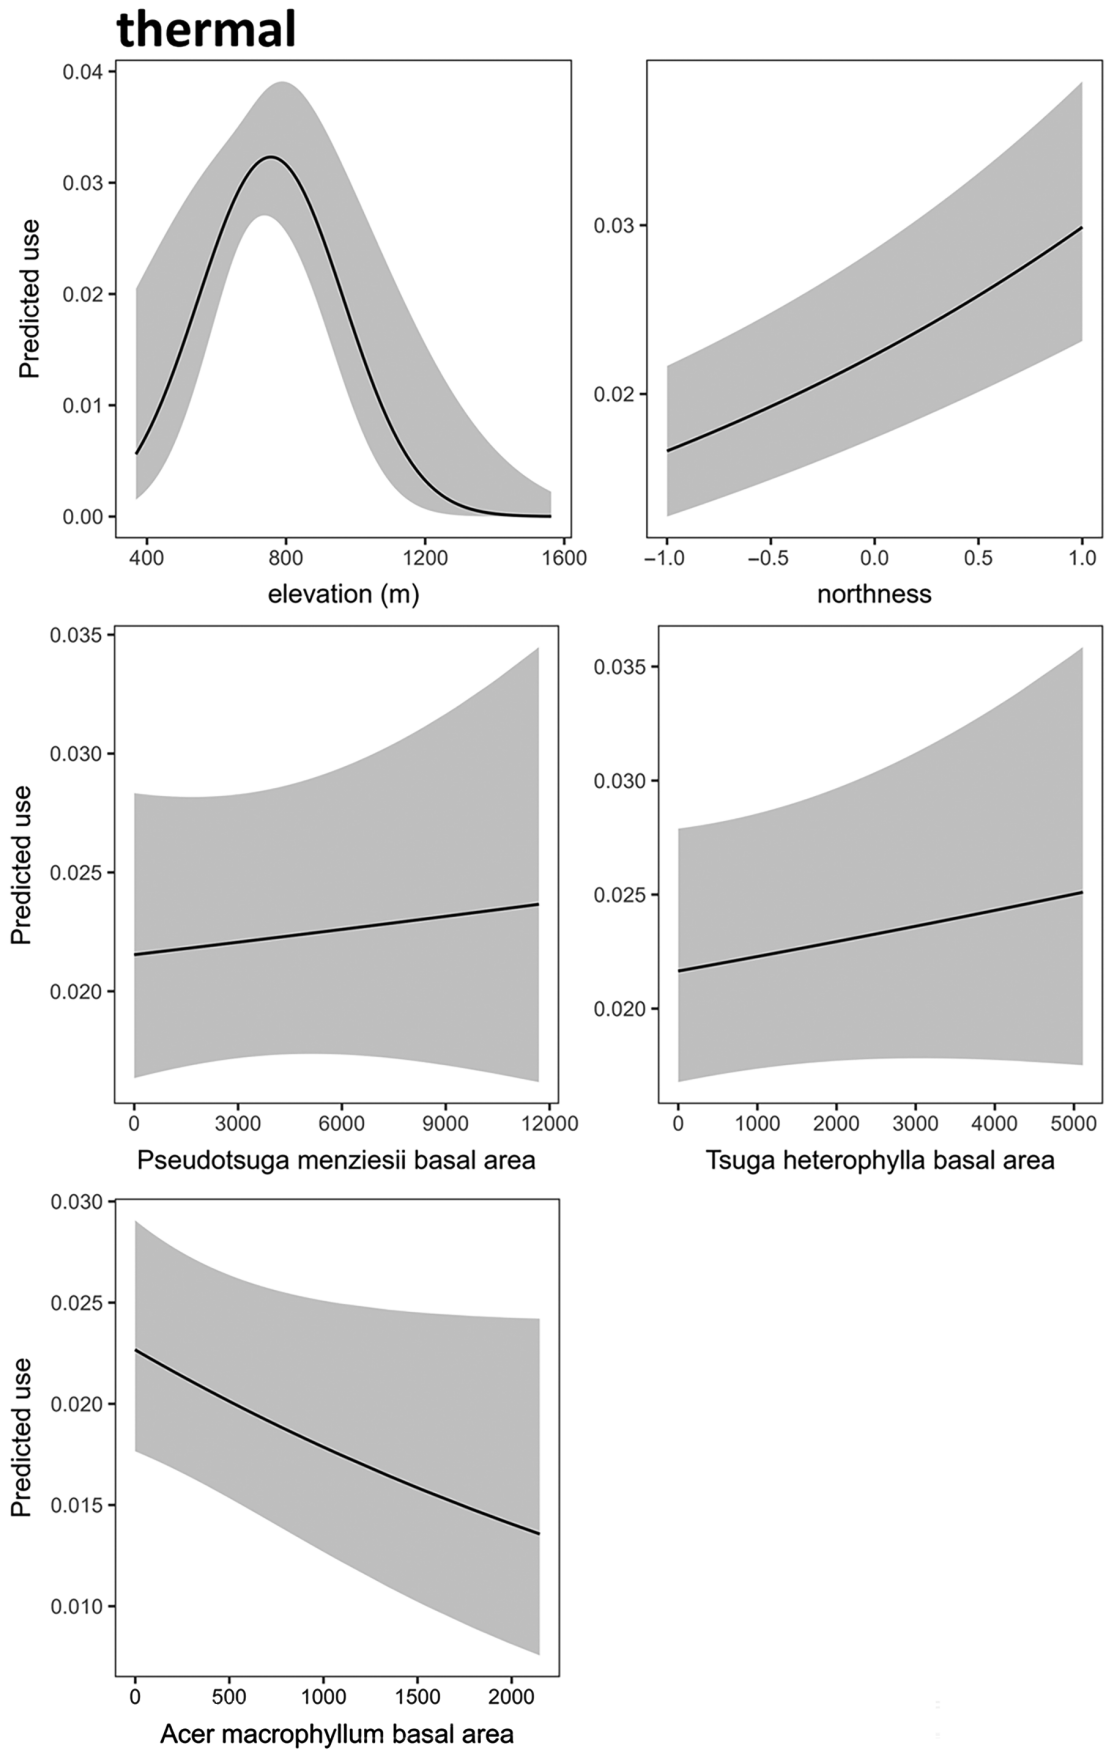 thermal
Predicted use
0.04
0.03
0.02
0.01
0.00
400 800 1200 1600
elevation (m)
0.03
0.02
−1.0 −0.5 0.0 0.5 1.0
northness
Predicted use
0.035
0.030
0.025
0.020
0 3000 6000 9000 12000
Pseudotsuga menziesii basal area
0.035
0.030
0.025
0.020
0 1000 2000 3000 4000 5000
Tsuga heterophylla basal area
Predicted use
0.030
0.025
0.020
0.015
0.010
0 500 1000 1500 2000
Acer macrophyllum basal area